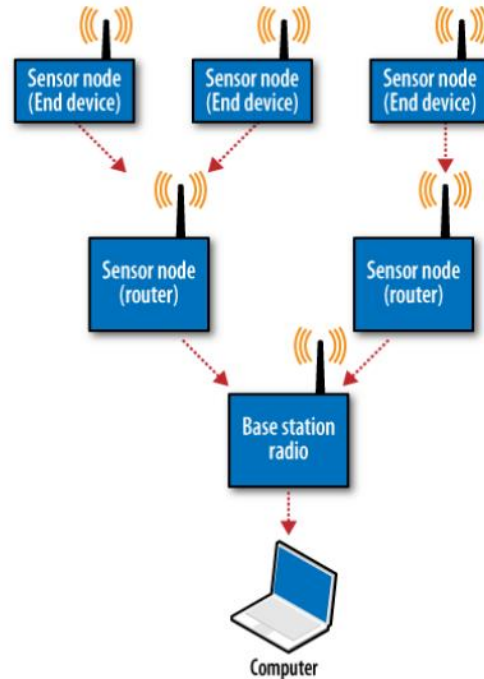 Sensor node
(End device)
Sensor node
(End device)
Sensor node
(End device)
Sensor node
(router)
Sensor node
(router)
Base station
radio
Computer